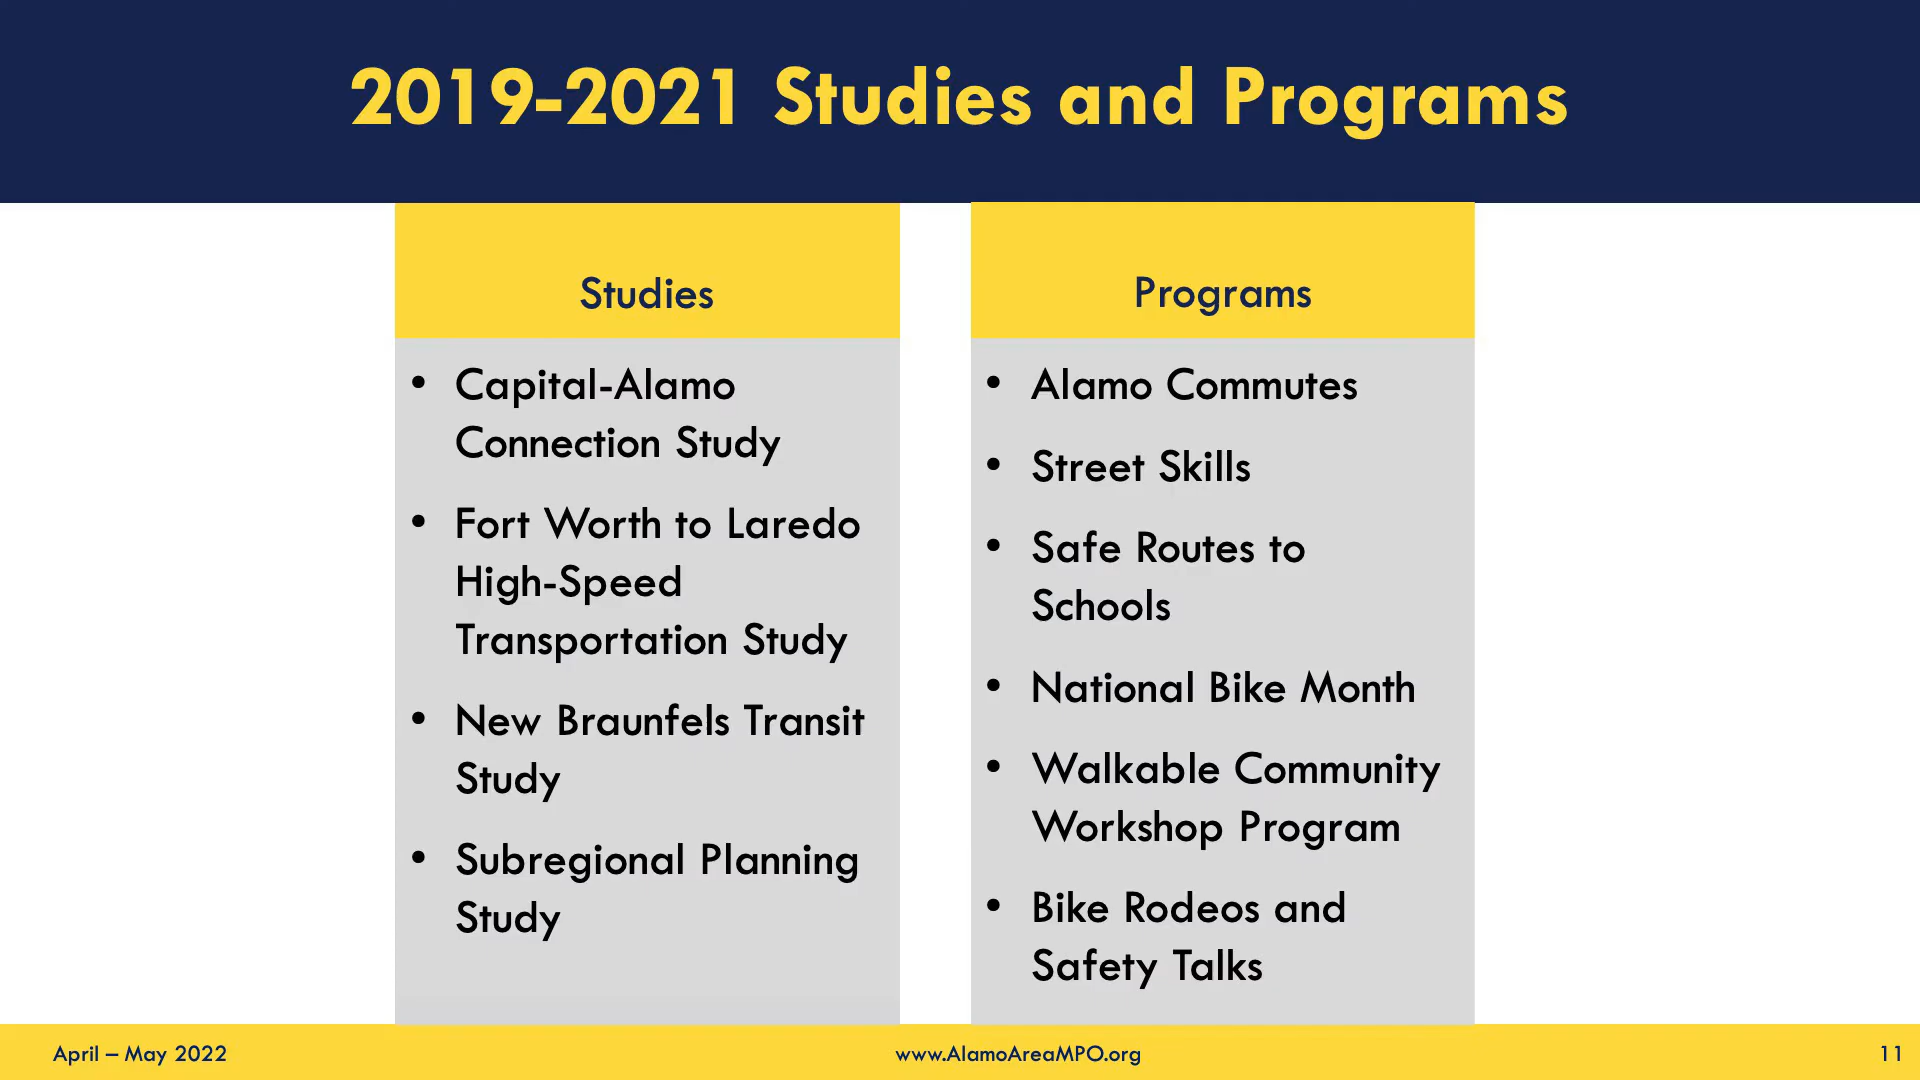 2019-2021 Studies and Programs
Studies
• Capital-Alamo
Connection Study
• Fort Worth to Laredo
High-Speed
Transportation Study
• New Braunfels Transit
Study
• Subregional Planning
Study
Programs
• Alamo Commutes
• Street Skills
• Safe Routes to
Schools
• National Bike Month
• Walkable Community
Workshop Program
• Bike Rodeos and
Safety Talks
April – May 2022
www.AlamoAreaMPO.org
11